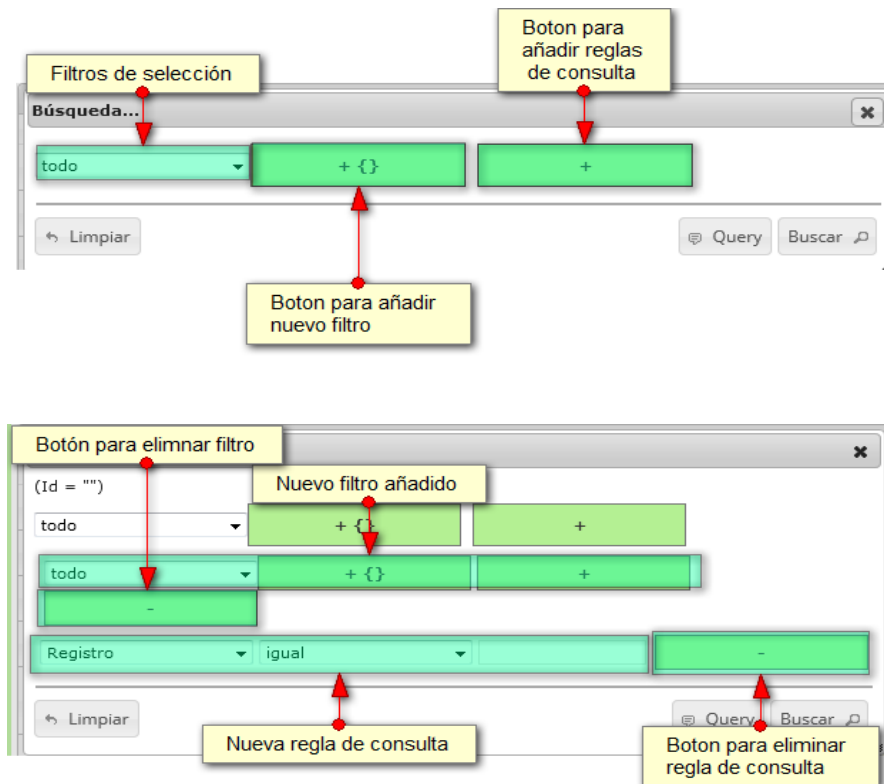 Boton para
añadir reglas
de consulta
Filtros de selección
Búsqueda...
todo
+ {}
+
Limpiar
Query
Buscar
Boton para añadir
nuevo filtro
Botón para elimnar filtro
(Id = "")
Nuevo filtro añadido
todo
+ {}
+
todo
+ {}
+
-
Registro
igual
-
Limpiar
Query
Buscar
Nueva regla de consulta
Boton para eliminar
regla de consulta